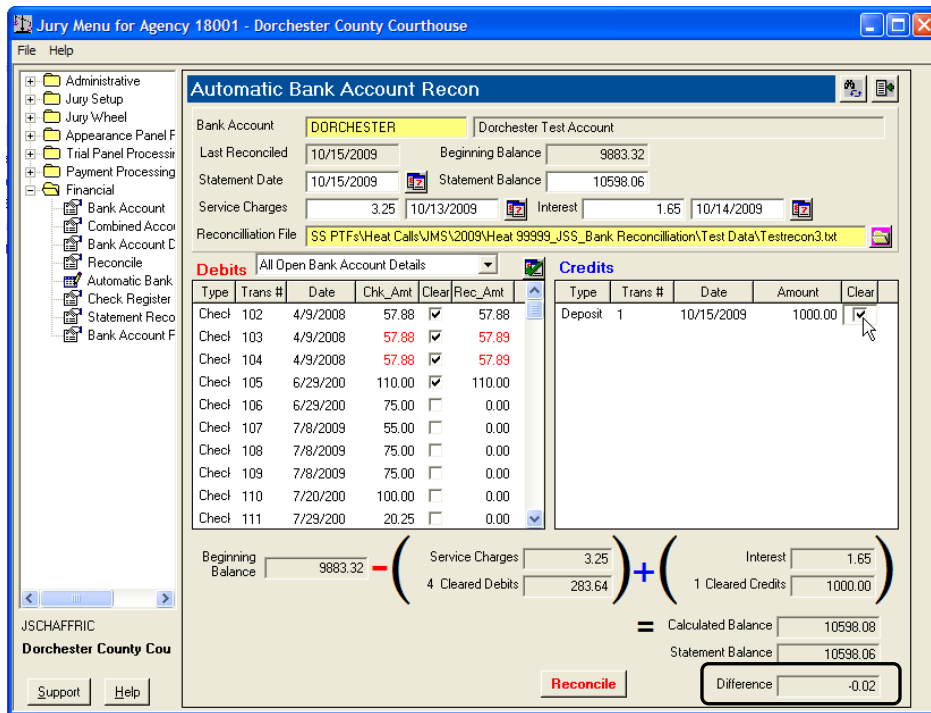 Jury Menu for Agency 18001 - Dorchester County Courthouse
File Help
Administrative
Jury Setup
Jury Wheel
Appearance Panel F
Trial Panel Processir
Payment Processing
Financial
Bank Account
Combined Accou
Bank Account D
Reconcile
Automatic Bank
Check Register
Statement Reco
Bank Account F
JSCHAFFRIC
Dorchester County Cou
Support Help
Automatic Bank Account Recon
Bank Account DORCHESTER Dorchester Test Account
Last Reconciled 10/15/2009 Beginning Balance 9883.32
Statement Date 10/15/2009 Statement Balance 10598.06
Service Charges 3.25 10/13/2009 Interest 1.65 10/14/2009
Reconcilliation File SS PTFs\Heat Calls\JMS\2009\Heat 99999_JSS_Bank Reconcilliation\Test Data\Testrecon3.txt
Debits All Open Bank Account Details Credits
Type Trans # Date Chk_Amt Clear Rec_Amt
Check 102 4/9/2008 57.88 57.88
Check 103 4/9/2008 57.88 57.89
Check 104 4/9/2008 57.88 57.89
Check 105 6/29/200 110.00 110.00
Check 106 6/29/200 75.00 0.00
Check 107 7/8/2009 55.00 0.00
Check 108 7/8/2009 75.00 0.00
Check 109 7/8/2009 75.00 0.00
Check 110 7/20/200 100.00 0.00
Check 111 7/29/200 20.25 0.00
Type Trans # Date Amount Clear
Deposit 1 10/15/2009 1000.00
Beginning Balance 9883.32 - ( Service Charges 3.25 ) + ( Interest 1.65 )
4 Cleared Debits 283.64 1 Cleared Credits 1000.00
= Calculated Balance 10598.08
Statement Balance 10598.06
Reconcile Difference -0.02